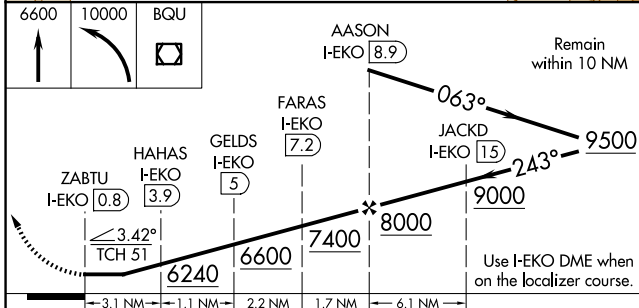 6600
10000
BQU
AASON
I-EKO 8.9
Remain
within 10 NM
063°
FARAS
I-EKO
7.2
JACKD
I-EKO 15
9500
243°
GELDS
I-EKO
5
HAHAS
I-EKO
3.9
ZABTU
I-EKO 0.8
9000
8000
7400
6600
6240
3.42°
TCH 51
Use I-EKO DME when
on the localizer course.
3.1 NM
1.1 NM
2.2 NM
1.7 NM
6.1 NM